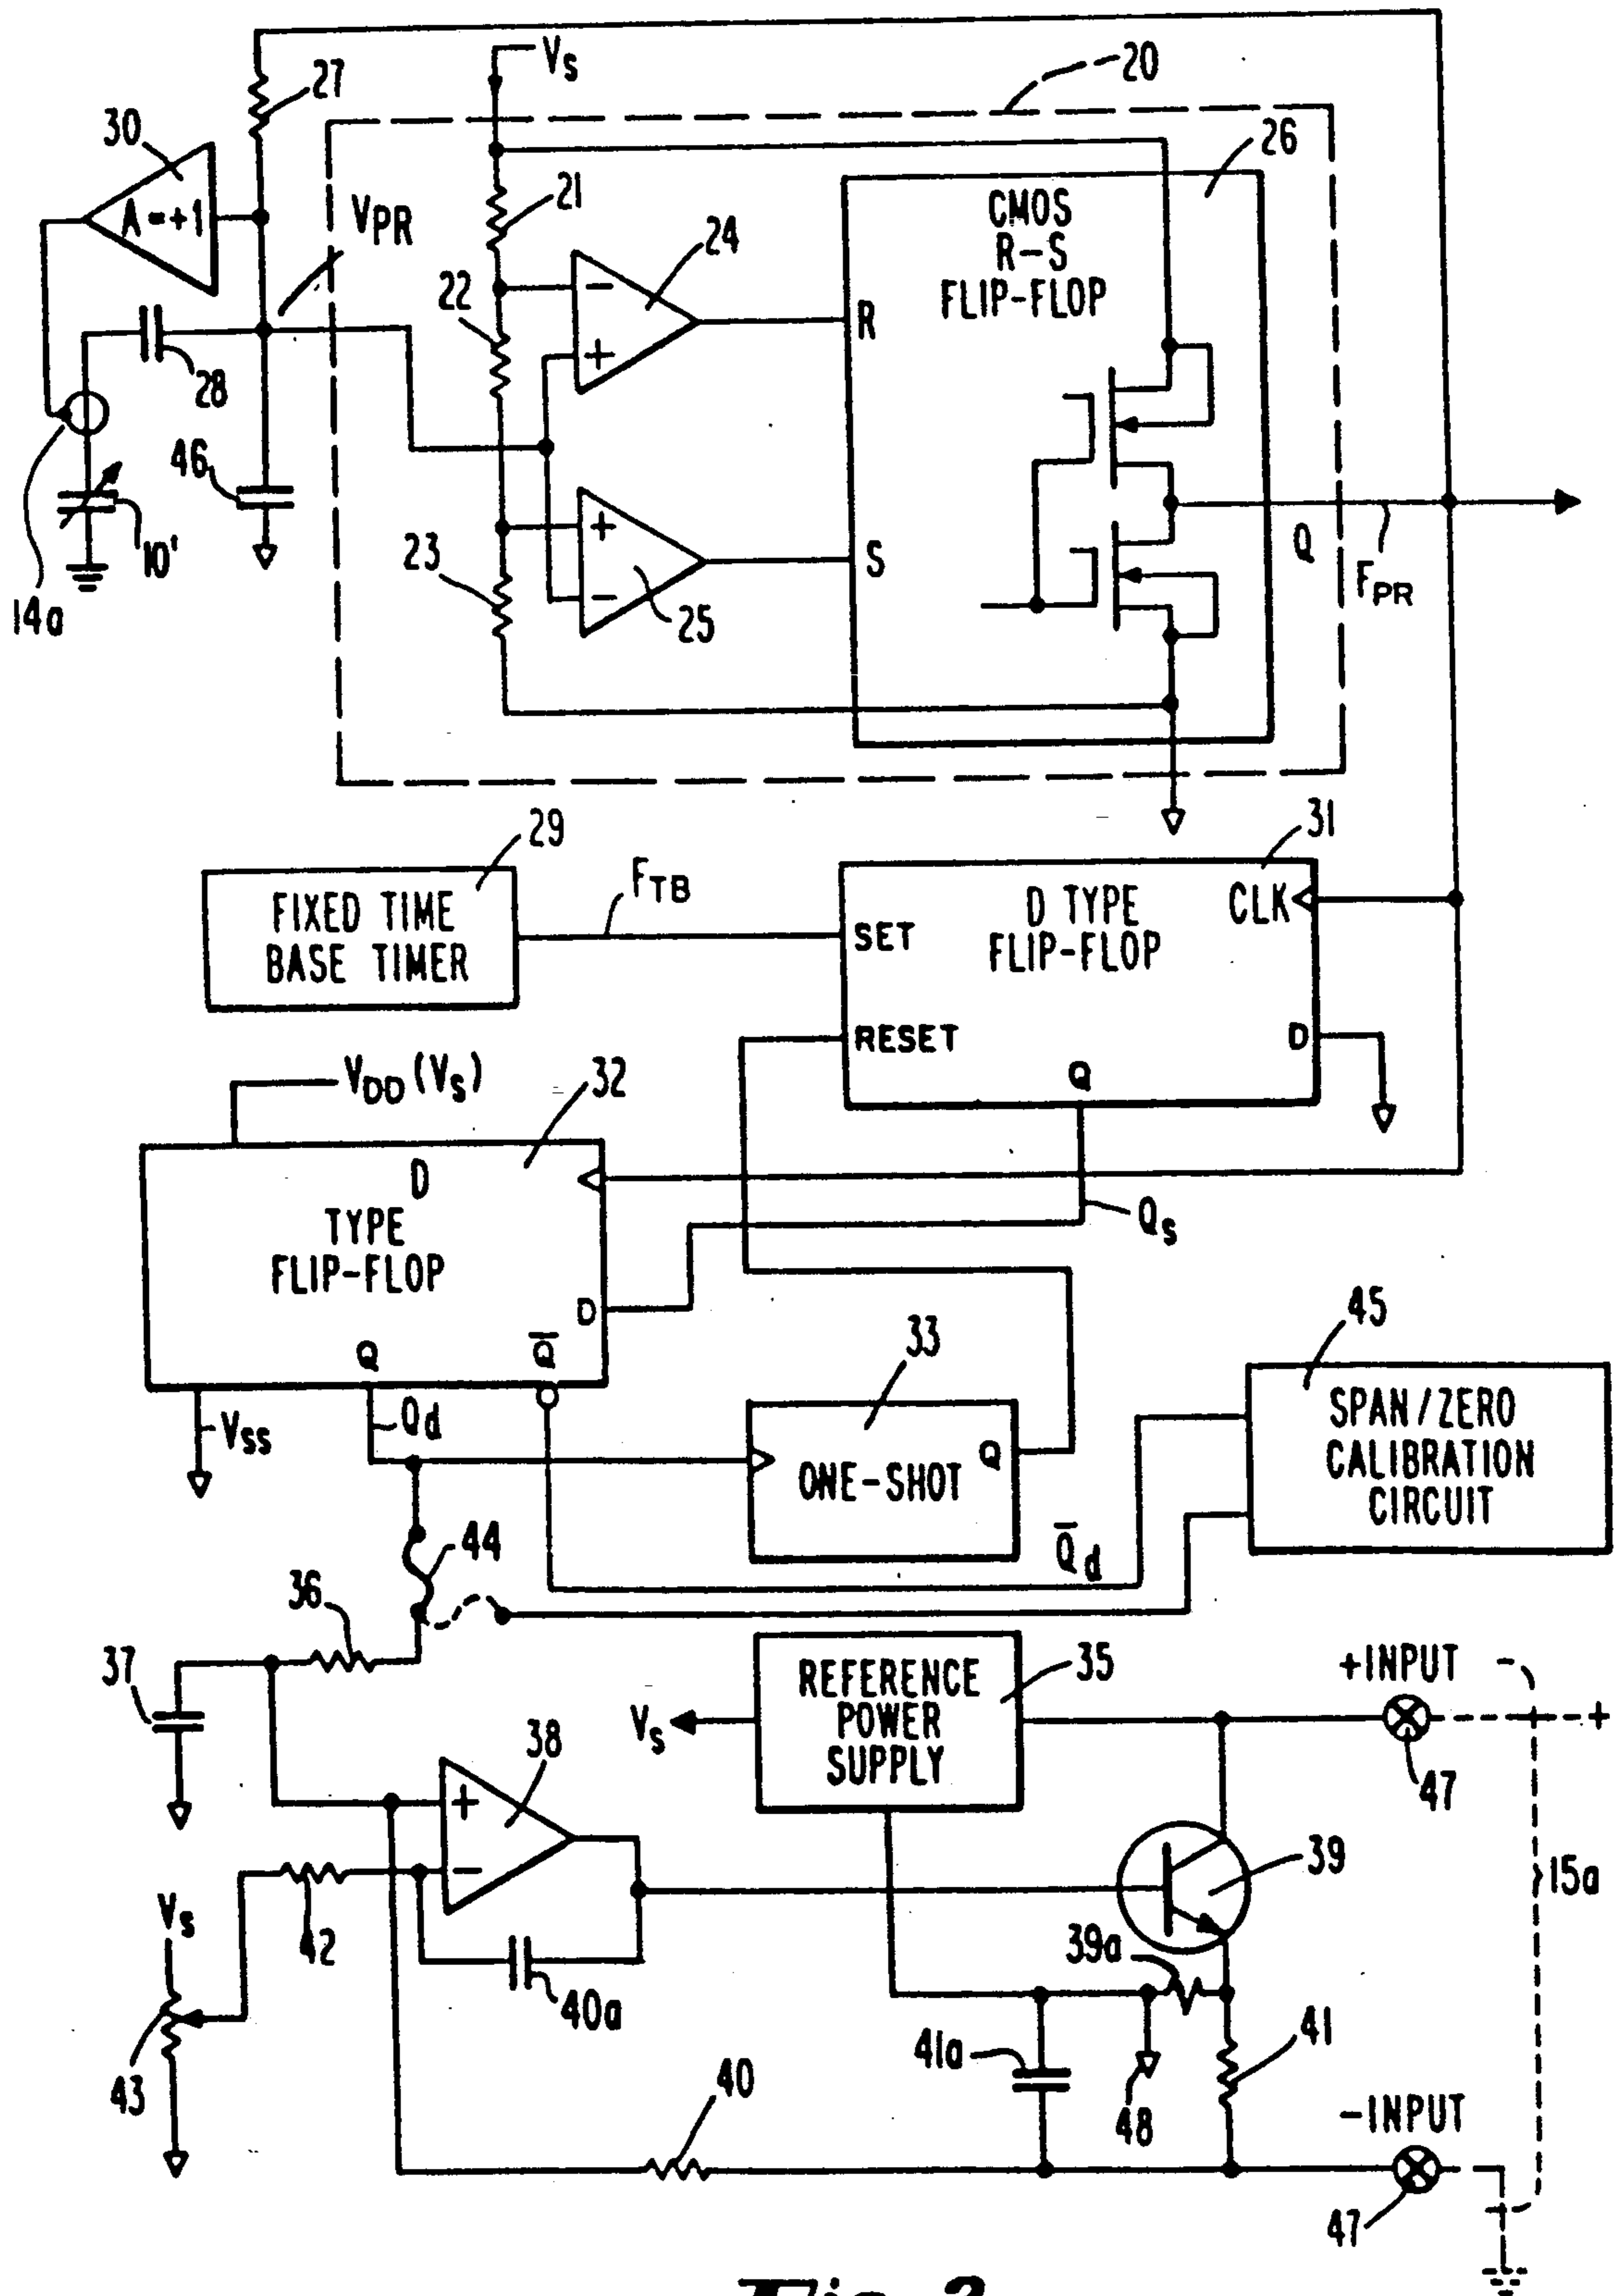 Vs
20
27
30
A=+1
VPR
21
24
26
CMOS
R-S
FLIP-FLOP
22
R
28
46
10'
14a
23
25
S
Q
FPR
29
FIXED TIME
BASE TIMER
FTB
31
D TYPE
FLIP-FLOP
CLK
SET
RESET
D
Q
VDD (Vs)
32
D
TYPE
FLIP-FLOP
D
Q
Q̅
Qs
Vss
Qd
33
ONE-SHOT
Q
45
SPAN/ZERO
CALIBRATION
CIRCUIT
Q̅d
44
36
37
REFERENCE
POWER
SUPPLY
35
Vs
+INPUT
+
47
38
+
-
39
15a
Vs
42
40a
43
39a
41a
48
41
40
-INPUT
47